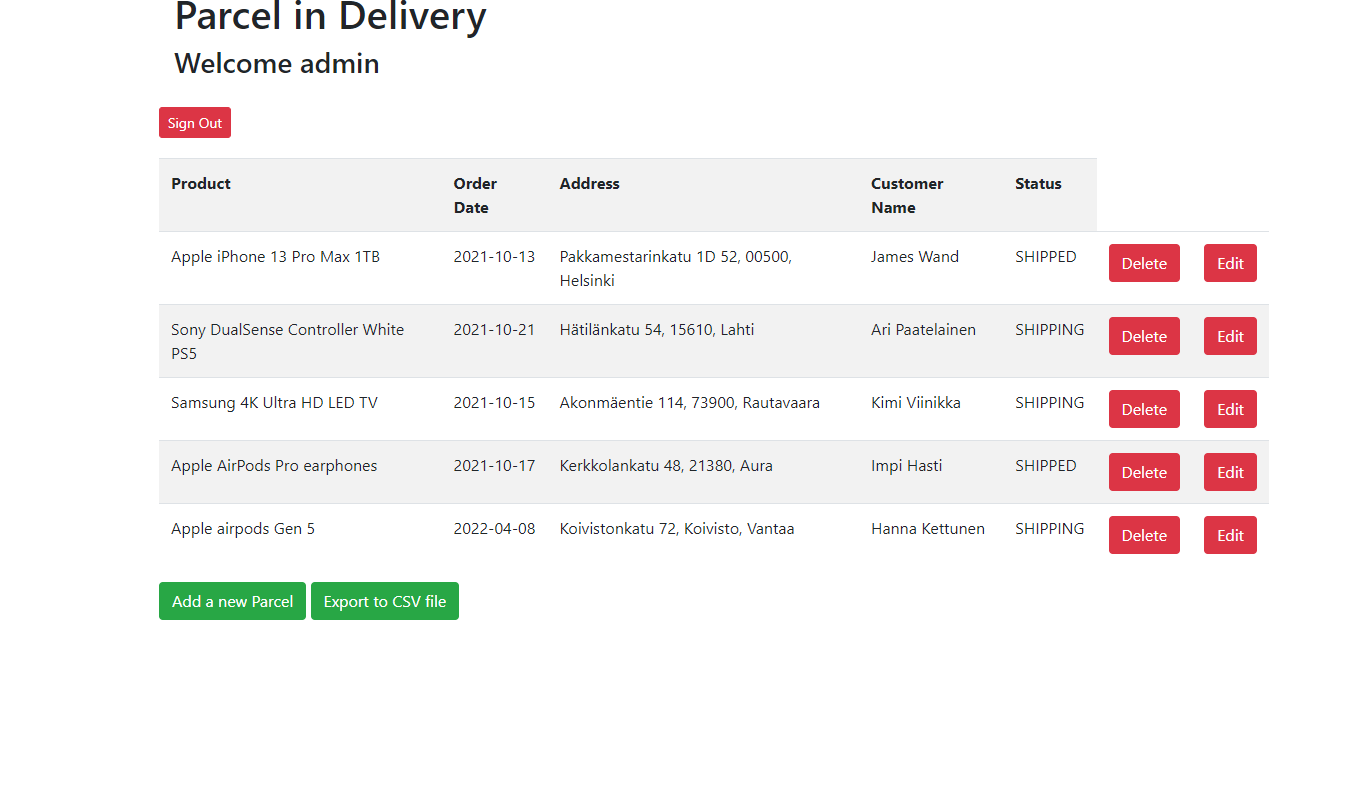 Parcel in Delivery
Welcome admin
Sign Out
Product Order Date Address Customer Name Status
Apple iPhone 13 Pro Max 1TB 2021-10-13 Pakkamestarinkatu 1D 52, 00500, Helsinki James Wand SHIPPED Delete Edit
Sony DualSense Controller White PS5 2021-10-21 Hätilänkatu 54, 15610, Lahti Ari Paatelainen SHIPPING Delete Edit
Samsung 4K Ultra HD LED TV 2021-10-15 Akonmäentie 114, 73900, Rautavaara Kimi Viinikka SHIPPING Delete Edit
Apple AirPods Pro earphones 2021-10-17 Kerkkolankatu 48, 21380, Aura Impi Hasti SHIPPED Delete Edit
Apple airpods Gen 5 2022-04-08 Koivistonkatu 72, Koivisto, Vantaa Hanna Kettunen SHIPPING Delete Edit
Add a new Parcel Export to CSV file